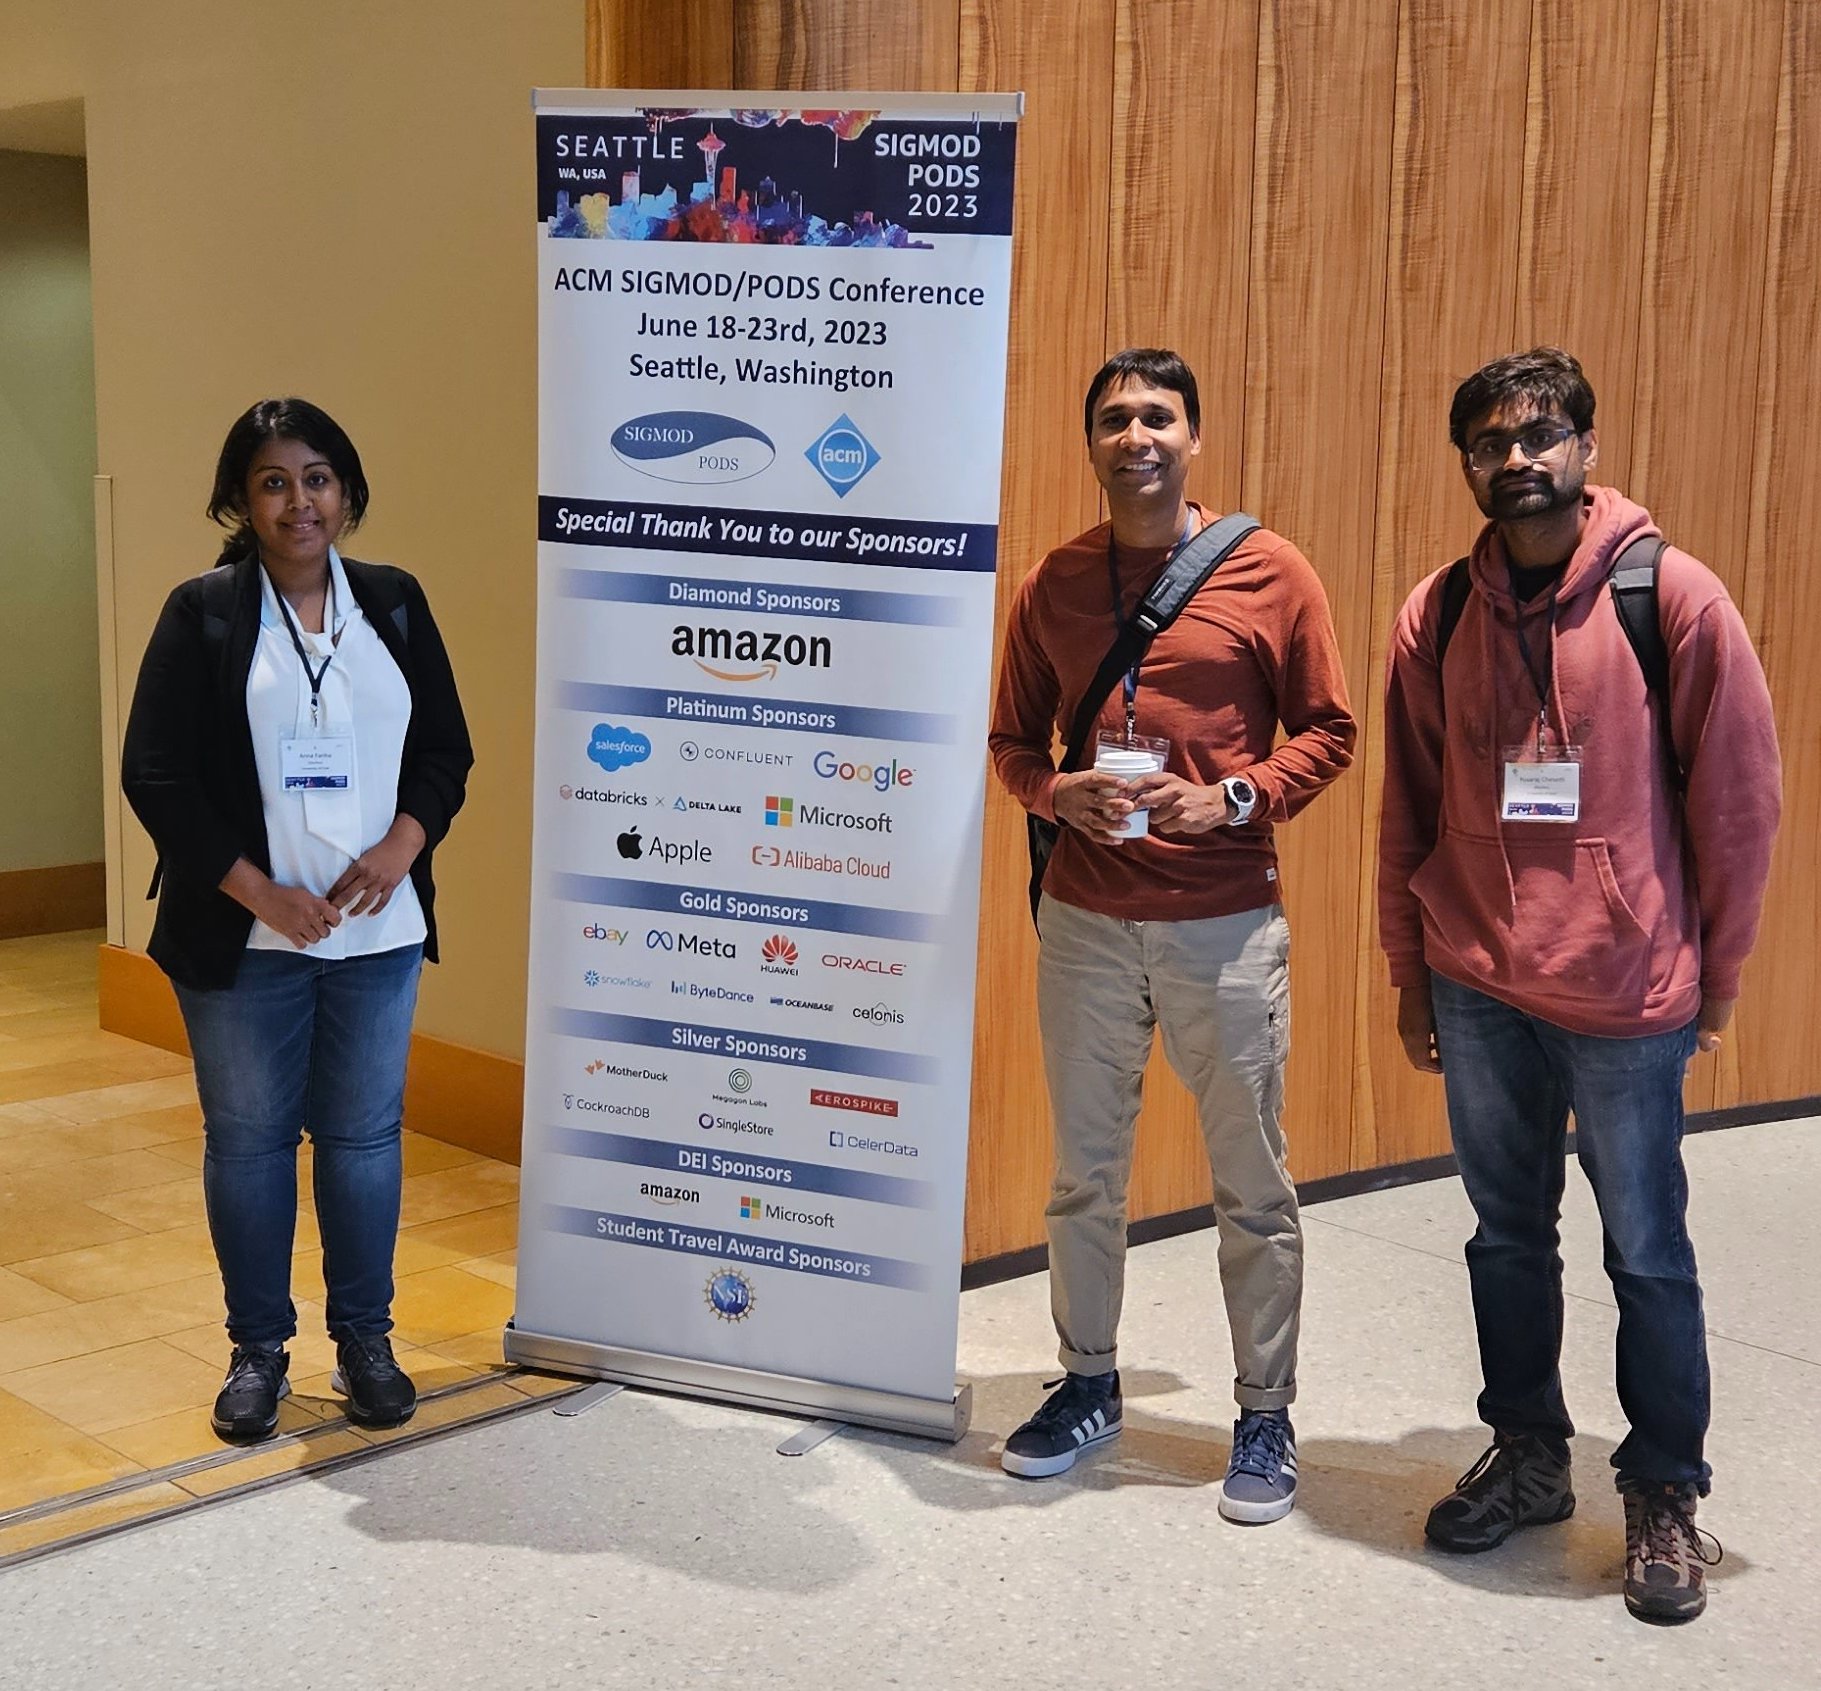 SEATTLE
WA, USA
SIGMOD
PODS
2023
ACM SIGMOD/PODS Conference
June 18-23rd, 2023
Seattle, Washington
SIGMOD
PODS
acm
Special Thank You to our Sponsors!
Diamond Sponsors
amazon
Platinum Sponsors
salesforce
CONFLUENT
Google
databricks × DELTA LAKE
Microsoft
Apple
Alibaba Cloud
Gold Sponsors
ebay
Meta
HUAWEI
ORACLE
snowflake
ByteDance
OCEANBASE
celonis
Silver Sponsors
MotherDuck
Megagon Labs
AEROSPIKE
CockroachDB
SingleStore
CelerData
DEI Sponsors
amazon
Microsoft
Student Travel Award Sponsors
NSF